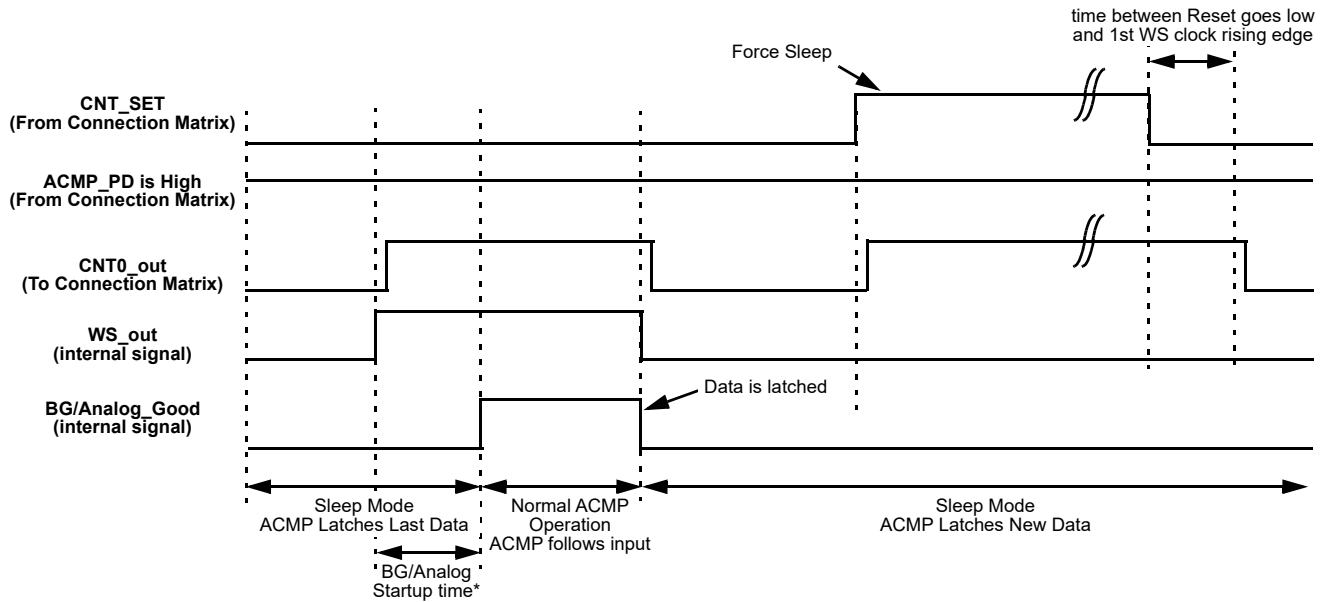 time between Reset goes low
and 1st WS clock rising edge
Force Sleep
CNT_SET
(From Connection Matrix)
ACMP_PD is High
(From Connection Matrix)
CNT0_out
(To Connection Matrix)
WS_out
(internal signal)
Data is latched
BG/Analog_Good
(internal signal)
Sleep Mode
ACMP Latches Last Data
Normal ACMP
Operation
ACMP follows input
Sleep Mode
ACMP Latches New Data
BG/Analog
Startup time*